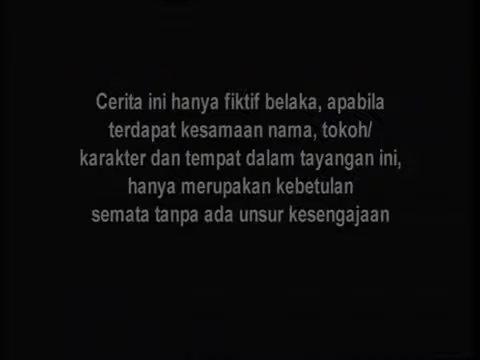 Cerita ini hanya fiktif belaka, apabila
terdapat kesamaan nama, tokoh/
karakter dan tempat dalam tayangan ini,
hanya merupakan kebetulan
semata tanpa ada unsur kesengajaan